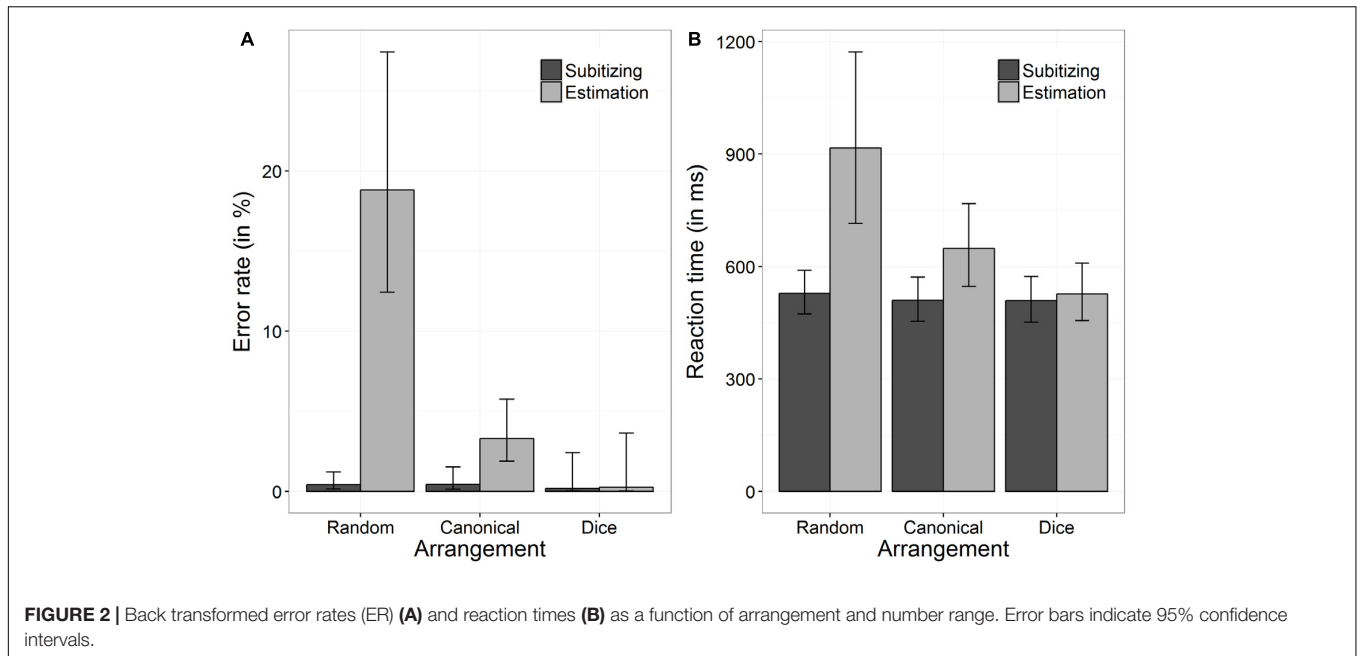 A
Subitizing
Estimation
Error rate (in %)
20
10
0
Random Canonical Dice
Arrangement
B
Subitizing
Estimation
Reaction time (in ms)
1200
900
600
300
0
Random Canonical Dice
Arrangement
FIGURE 2 | Back transformed error rates (ER) (A) and reaction times (B) as a function of arrangement and number range. Error bars indicate 95% confidence
intervals.